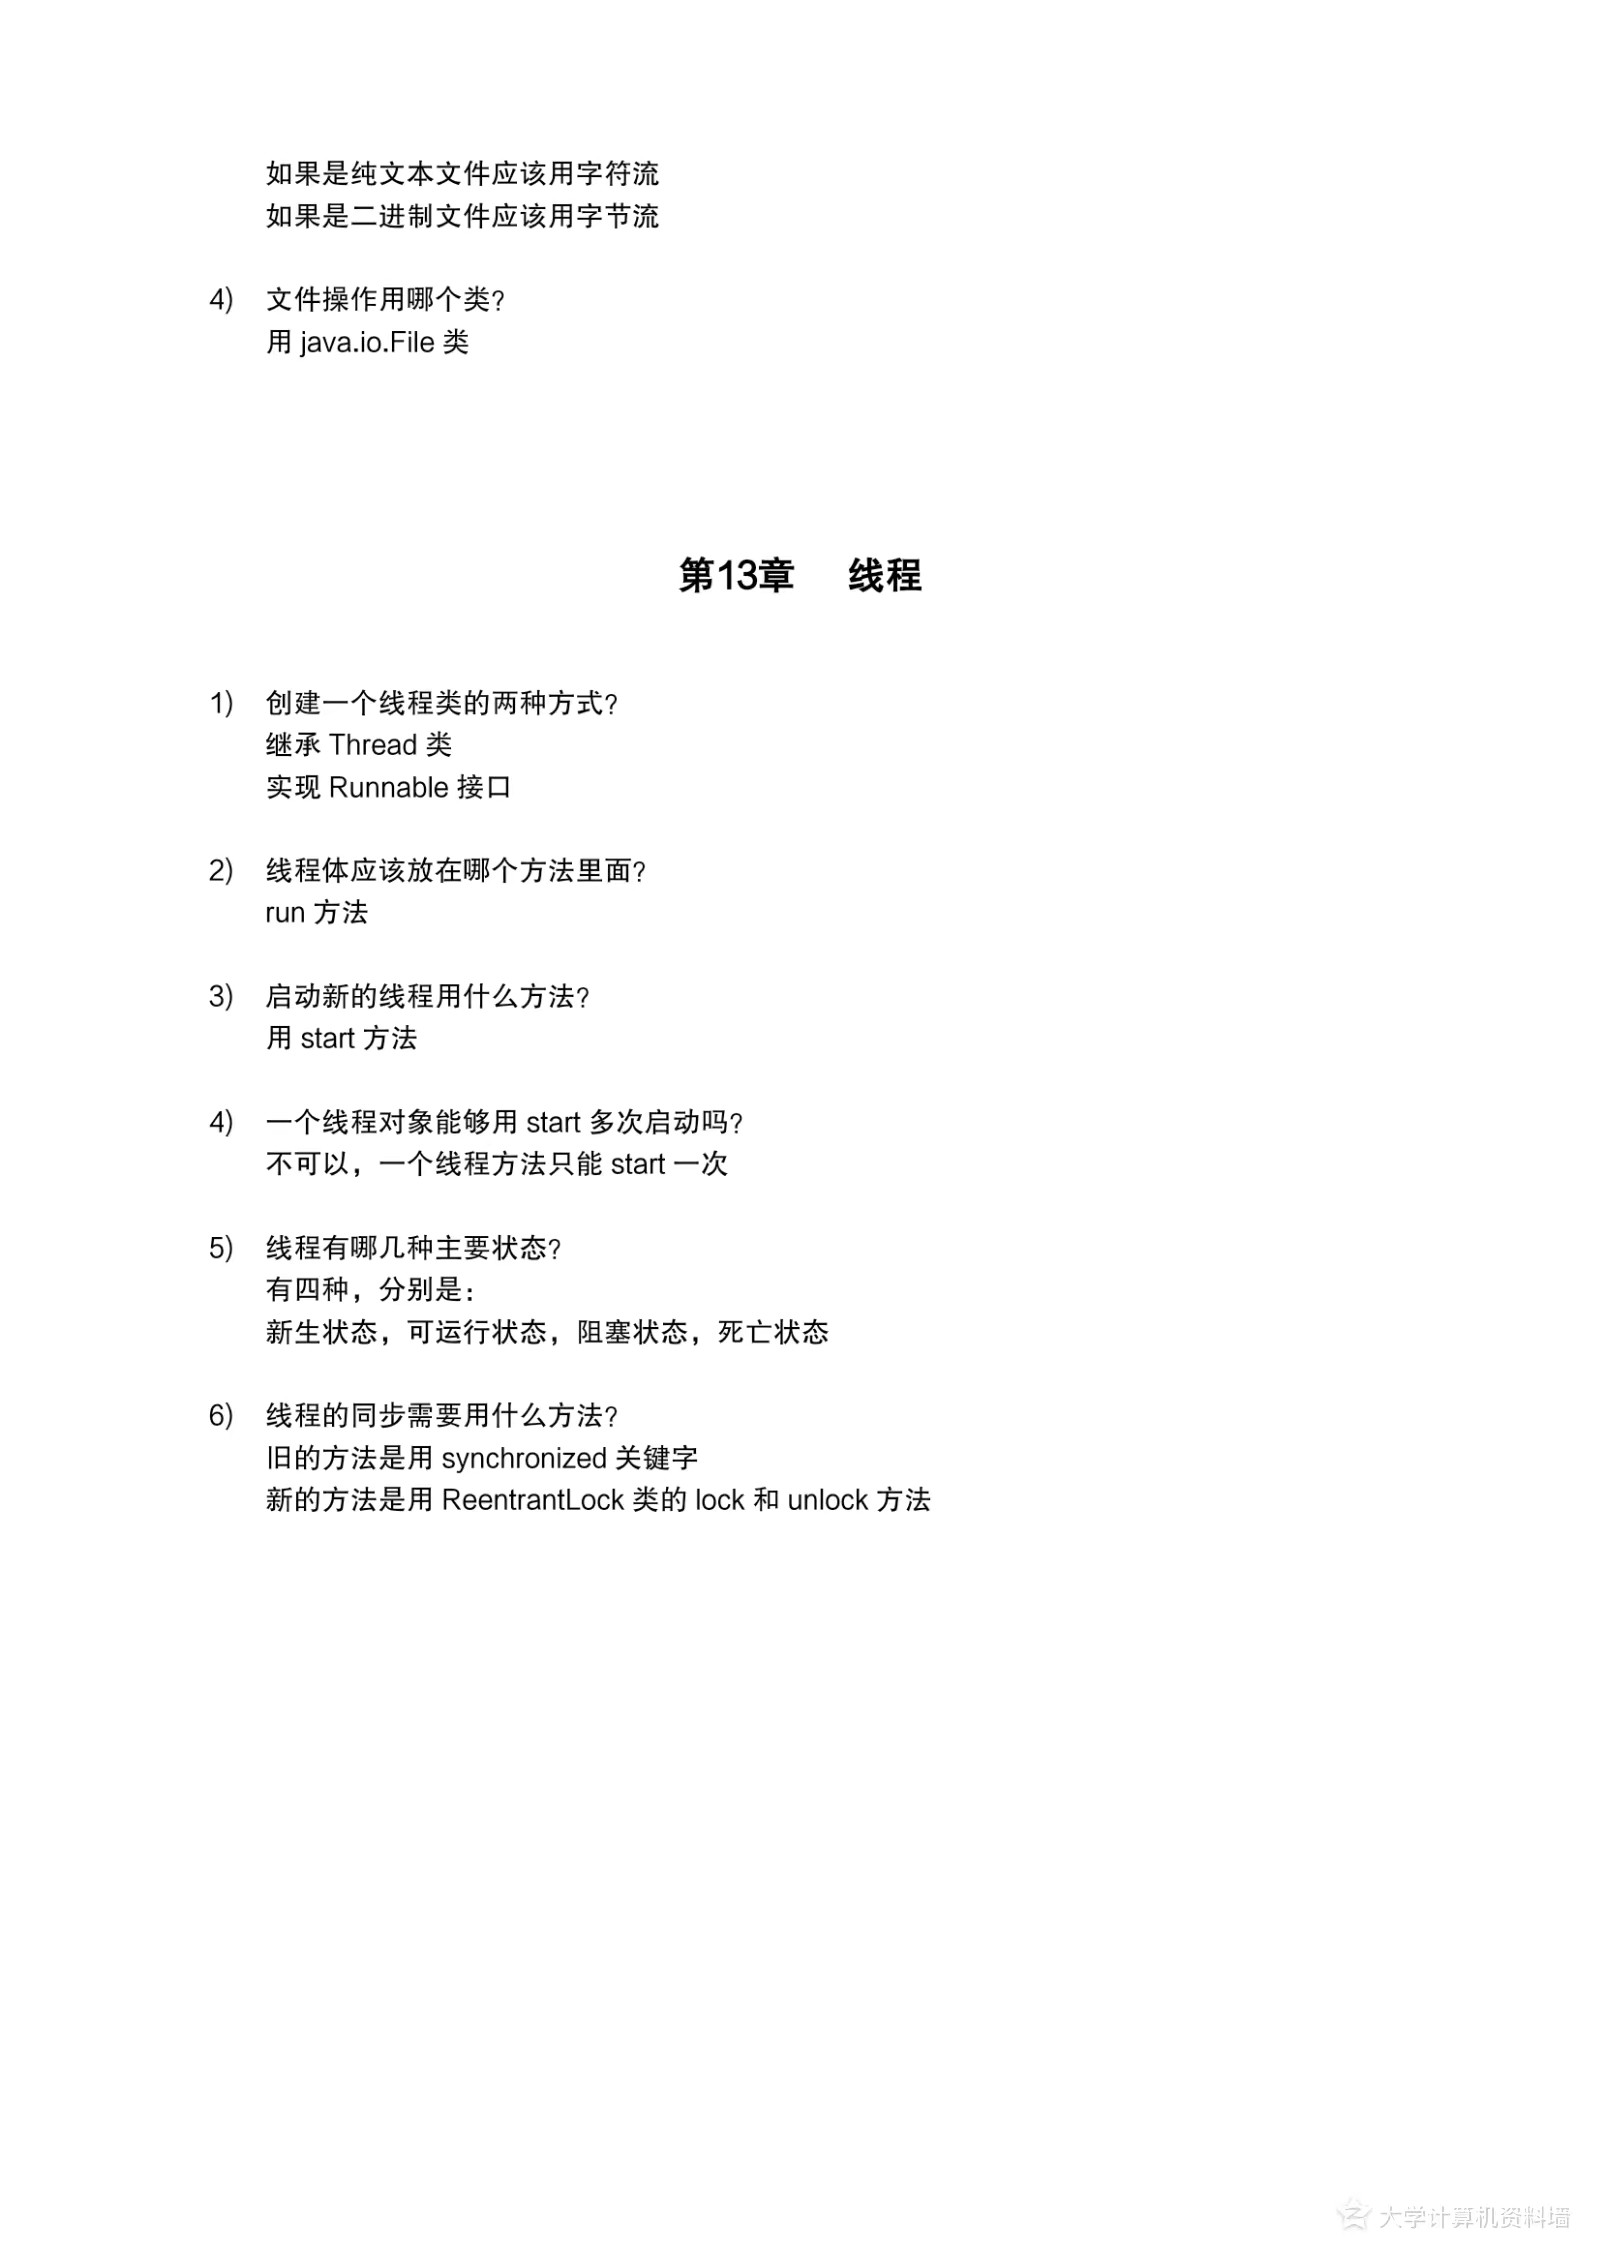 如果是纯文本文件应该用字符流
如果是二进制文件应该用字节流
4) 文件操作用哪个类?
用 java.io.File 类
第13章 线程
1) 创建一个线程类的两种方式?
继承 Thread 类
实现 Runnable 接口
2) 线程体应该放在哪个方法里面?
run 方法
3) 启动新的线程用什么方法?
用 start 方法
4) 一个线程对象能够用 start 多次启动吗?
不可以，一个线程方法只能 start 一次
5) 线程有哪几种主要状态?
有四种，分别是：
新生状态，可运行状态，阻塞状态，死亡状态
6) 线程的同步需要用什么方法?
旧的方法是用 synchronized 关键字
新的方法是用 ReentrantLock 类的 lock 和 unlock 方法
大学计算机资料墙